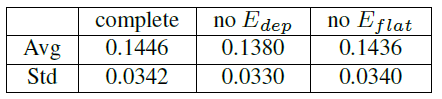 complete no E_dep no E_flat
Avg 0.1446 0.1380 0.1436
Std 0.0342 0.0330 0.0340